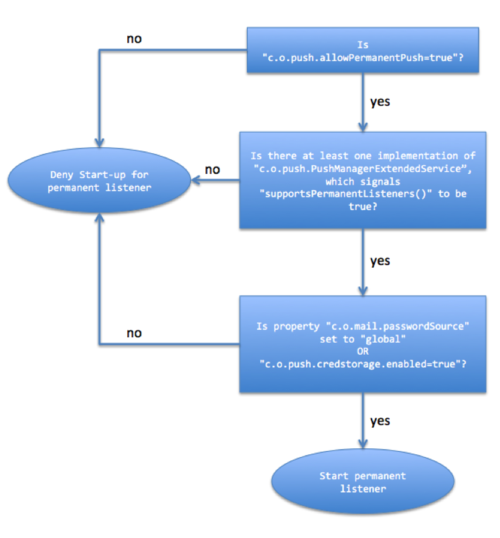 no
Is
"c.o.push.allowPermanentPush=true"?
yes
Is there at least one implementation of
"c.o.push.PushManagerExtendedService”,
which signals
"supportsPermanentListeners()" to be
true?
no
Deny Start-up for
permanent listener
yes
Is property "c.o.mail.passwordSource"
set to "global"
OR
"c.o.push.credstorage.enabled=true"?
no
yes
Start permanent
listener